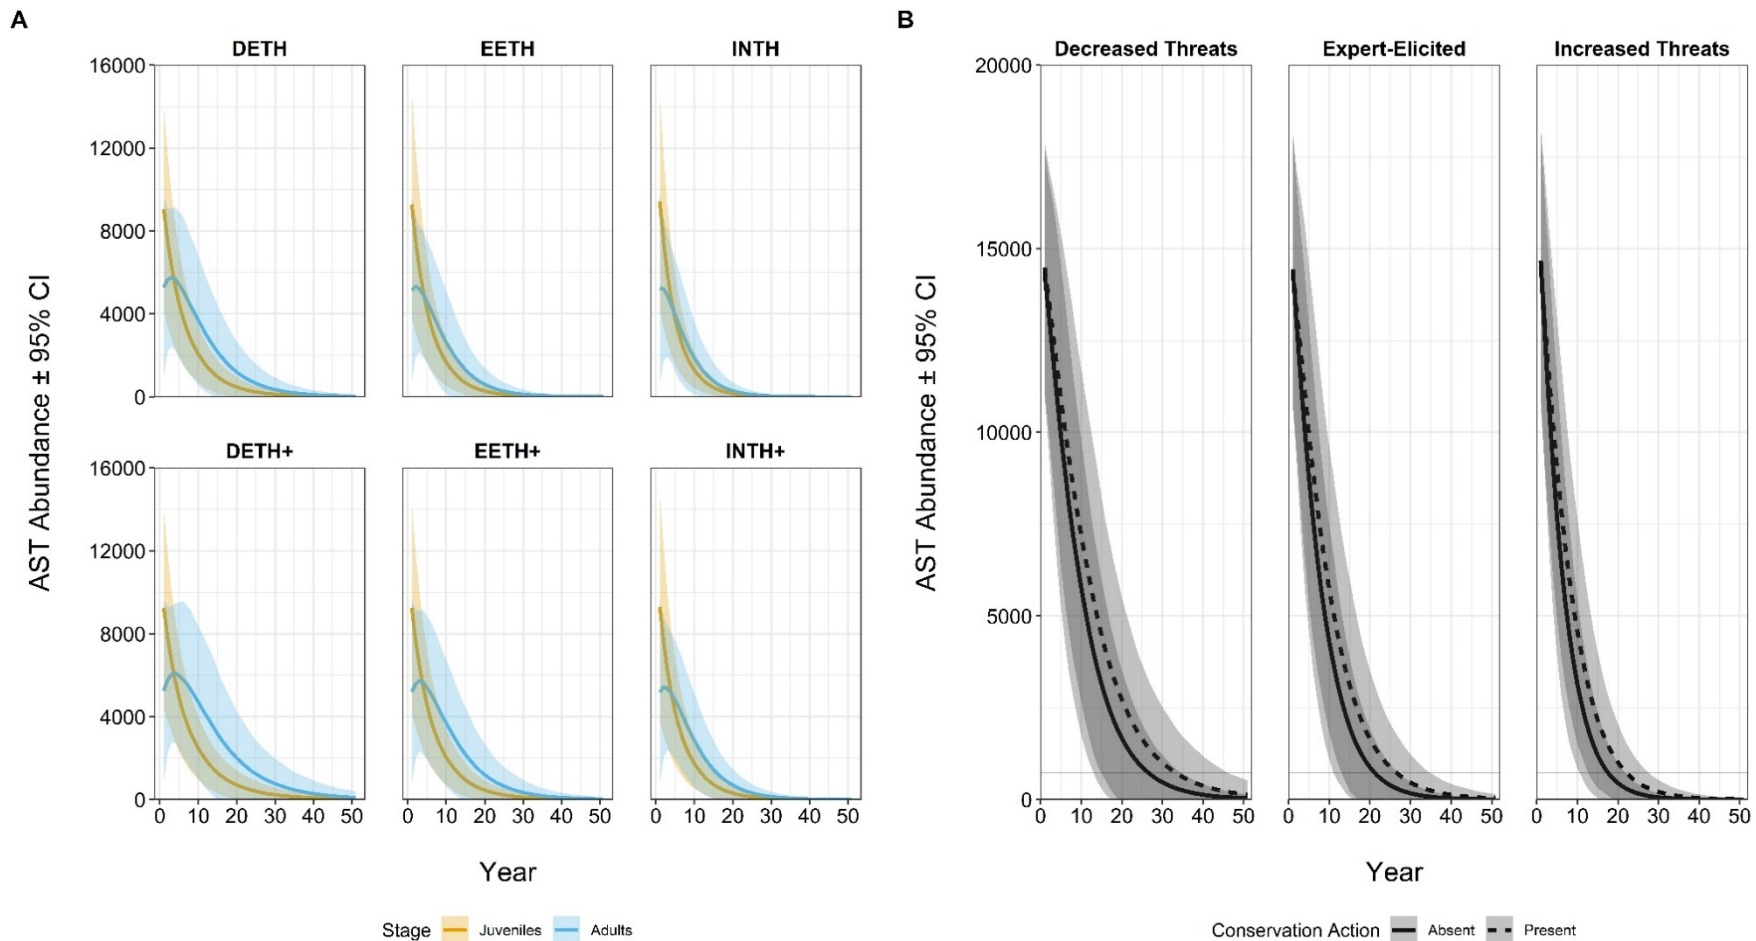 A
DETH EETH INTH
16000
12000
8000
4000
0
DETH+ EETH+ INTH+
16000
12000
8000
4000
0
0 10 20 30 40 50 0 10 20 30 40 50 0 10 20 30 40 50
AST Abundance ± 95% CI
Year
Stage Juveniles Adults
B
Decreased Threats Expert-Elicited Increased Threats
20000
15000
10000
5000
0
0 10 20 30 40 50 0 10 20 30 40 50 0 10 20 30 40 50
AST Abundance ± 95% CI
Year
Conservation Action Absent Present